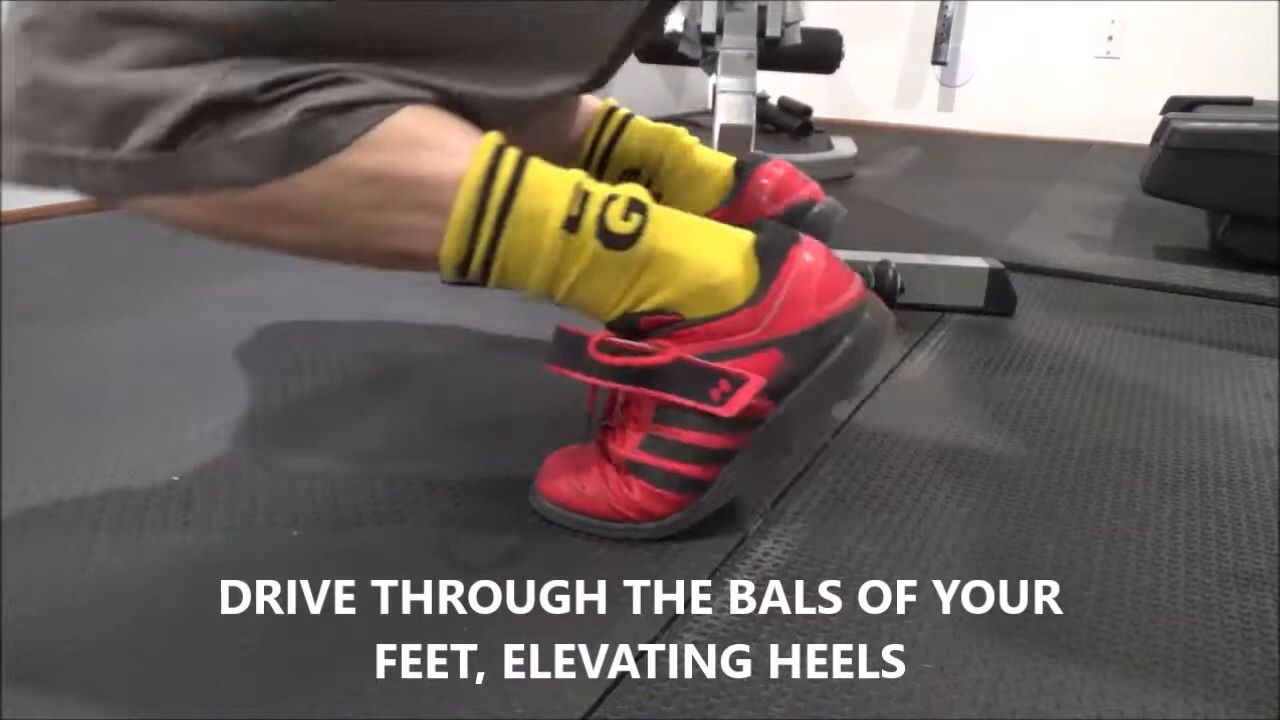 G
DRIVE THROUGH THE BALS OF YOUR
FEET, ELEVATING HEELS